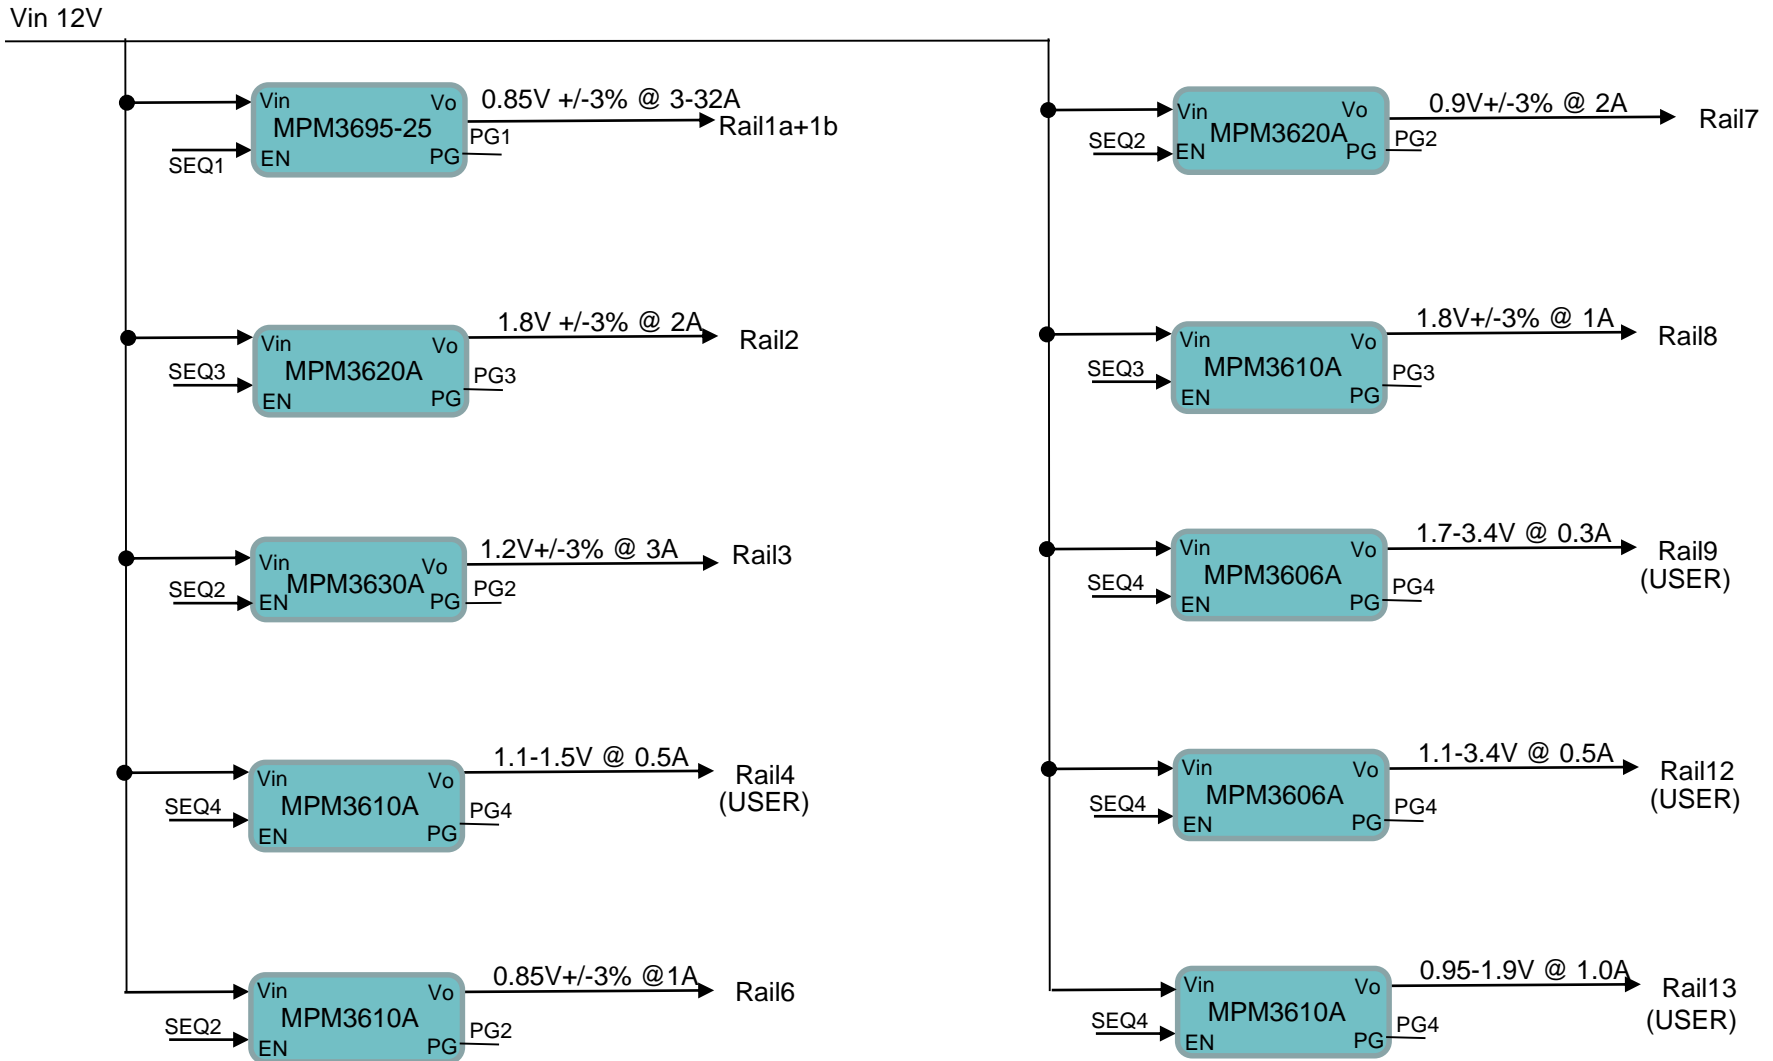 Vin 12V
Vin
Vo
MPM3695-25
EN
PG
SEQ1
0.85V +/-3% @ 3-32A
PG1
Rail1a+1b
Vin
Vo
MPM3620A
EN
PG
SEQ3
1.8V +/-3% @ 2A
PG3
Rail2
Vin
Vo
MPM3630A
EN
PG
SEQ2
1.2V+/-3% @ 3A
PG2
Rail3
Vin
Vo
MPM3610A
EN
PG
SEQ4
1.1-1.5V @ 0.5A
PG4
Rail4
(USER)
Vin
Vo
MPM3610A
EN
PG
SEQ2
0.85V+/-3% @1A
PG2
Rail6
Vin
Vo
MPM3620A
EN
PG
SEQ2
0.9V+/-3% @ 2A
PG2
Rail7
Vin
Vo
MPM3610A
EN
PG
SEQ3
1.8V+/-3% @ 1A
PG3
Rail8
Vin
Vo
MPM3606A
EN
PG
SEQ4
1.7-3.4V @ 0.3A
PG4
Rail9
(USER)
Vin
Vo
MPM3606A
EN
PG
SEQ4
1.1-3.4V @ 0.5A
PG4
Rail12
(USER)
Vin
Vo
MPM3610A
EN
PG
SEQ4
0.95-1.9V @ 1.0A
PG4
Rail13
(USER)